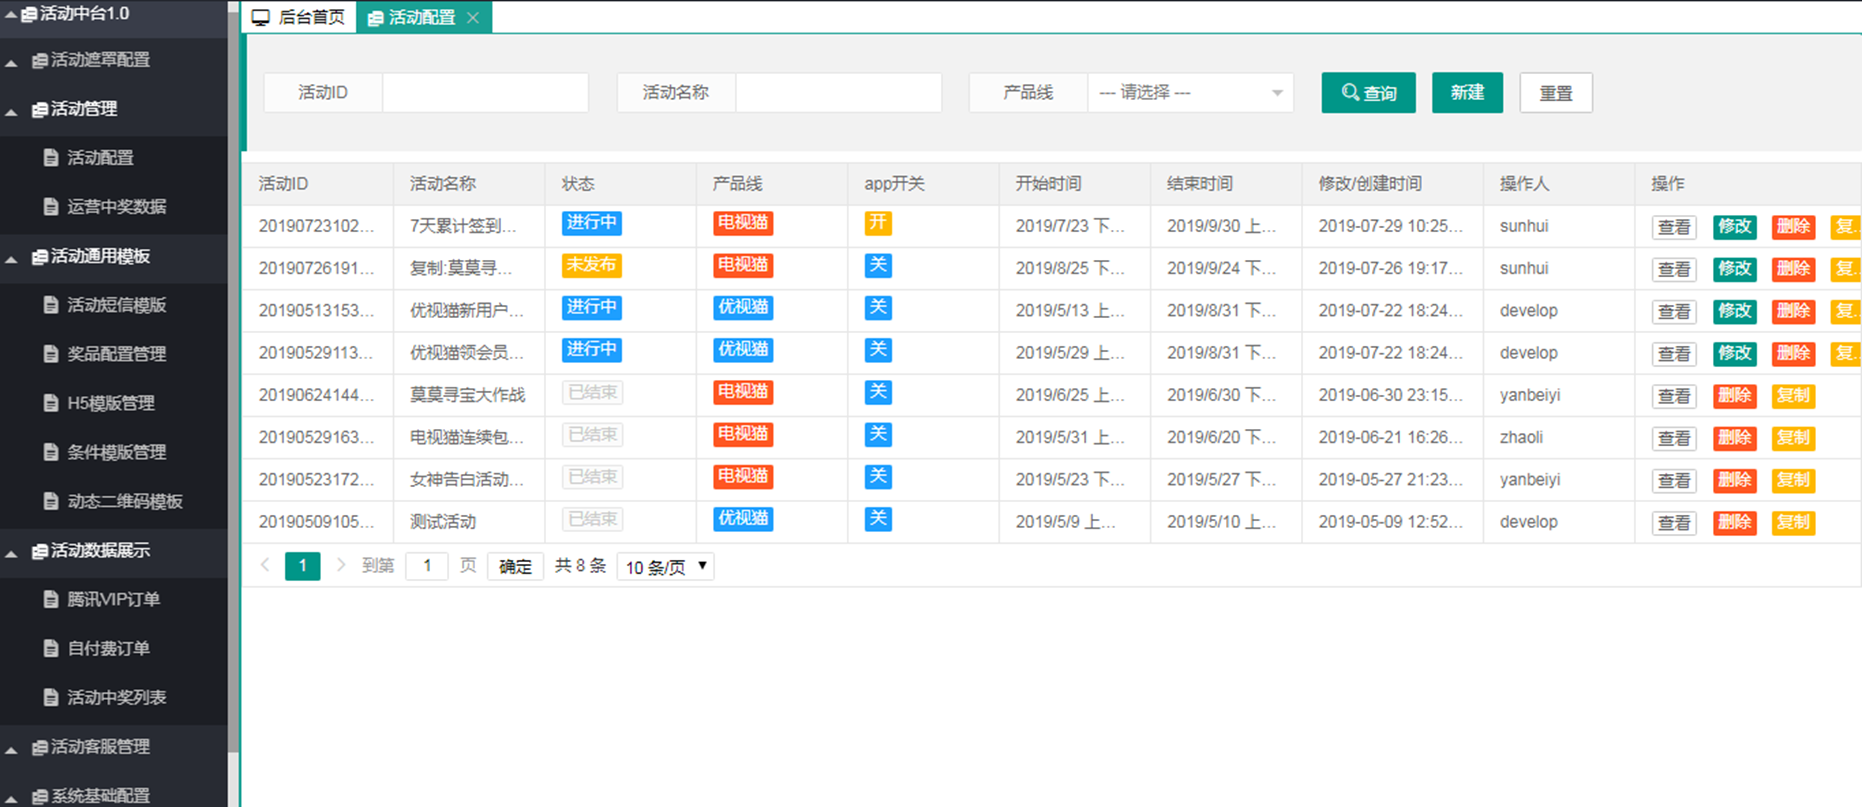 活动中台1.0
活动遮罩配置
活动管理
活动配置
运营中奖数据
活动通用模板
活动短信模版
奖品配置管理
H5模版管理
条件模版管理
动态二维码模板
活动数据展示
腾讯VIP订单
自付费订单
活动中奖列表
活动客服管理
系统基础配置
后台首页 活动配置
活动ID 活动名称 产品线 --- 请选择 --- 查询 新建 重置
活动ID 活动名称 状态 产品线 app开关 开始时间 结束时间 修改/创建时间 操作人 操作
20190723102... 7天累计签到... 进行中 电视猫 开 2019/7/23 下... 2019/9/30 上... 2019-07-29 10:25... sunhui 查看 修改 删除 复...
20190726191... 复制:莫莫寻... 未发布 电视猫 关 2019/8/25 下... 2019/9/24 下... 2019-07-26 19:17... sunhui 查看 修改 删除 复...
20190513153... 优视猫新用户... 进行中 优视猫 关 2019/5/13 上... 2019/8/31 下... 2019-07-22 18:24... develop 查看 修改 删除 复...
20190529113... 优视猫领会员... 进行中 优视猫 关 2019/5/29 上... 2019/8/31 下... 2019-07-22 18:24... develop 查看 修改 删除 复...
20190624144... 莫莫寻宝大作战 已结束 电视猫 关 2019/6/25 上... 2019/6/30 下... 2019-06-30 23:15... yanbeiyi 查看 删除 复制
20190529163... 电视猫连续包... 已结束 电视猫 关 2019/5/31 上... 2019/6/20 下... 2019-06-21 16:26... zhaoli 查看 删除 复制
20190523172... 女神告白活动... 已结束 电视猫 关 2019/5/23 下... 2019/5/27 下... 2019-05-27 21:23... yanbeiyi 查看 删除 复制
20190509105... 测试活动 已结束 优视猫 关 2019/5/9 上... 2019/5/10 上... 2019-05-09 12:52... develop 查看 删除 复制
1 到第 1 页 确定 共 8 条 10 条/页